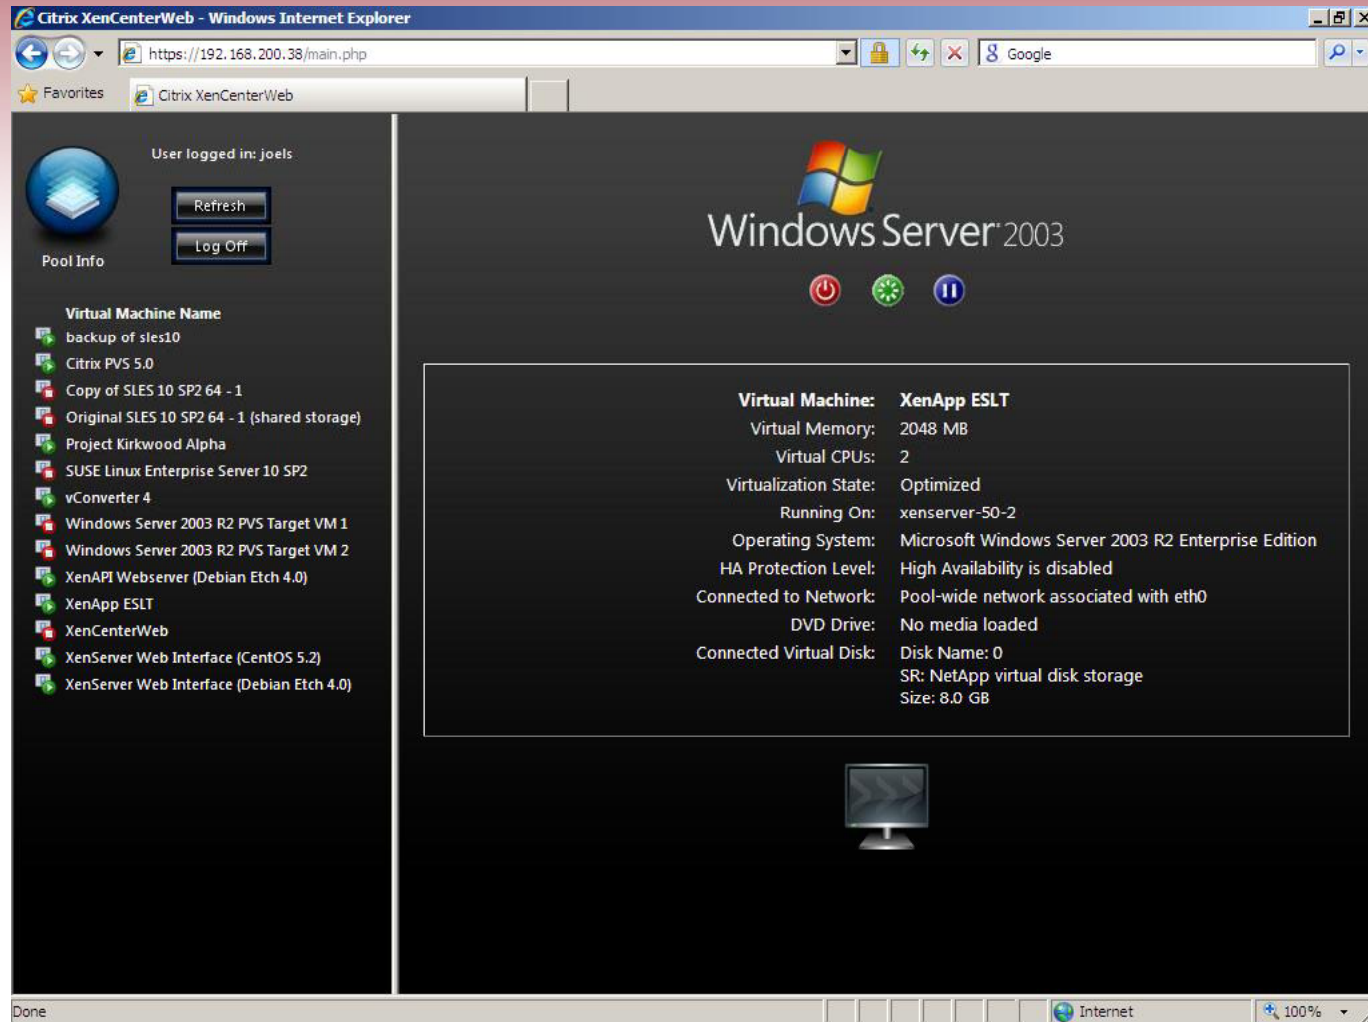 Citrix XenCenterWeb - Windows Internet Explorer
https://192.168.200.38/main.php
Google
Favorites
Citrix XenCenterWeb
User logged in: joels
Refresh
Log Off
Pool Info
Virtual Machine Name
backup of sles10
Citrix PVS 5.0
Copy of SLES 10 SP2 64 - 1
Original SLES 10 SP2 64 - 1 (shared storage)
Project Kirkwood Alpha
SUSE Linux Enterprise Server 10 SP2
vConverter 4
Windows Server 2003 R2 PVS Target VM 1
Windows Server 2003 R2 PVS Target VM 2
XenAPI Webserver (Debian Etch 4.0)
XenApp ESLT
XenCenterWeb
XenServer Web Interface (CentOS 5.2)
XenServer Web Interface (Debian Etch 4.0)
Windows Server 2003
Virtual Machine: XenApp ESLT
Virtual Memory: 2048 MB
Virtual CPUs: 2
Virtualization State: Optimized
Running On: xenserver-50-2
Operating System: Microsoft Windows Server 2003 R2 Enterprise Edition
HA Protection Level: High Availability is disabled
Connected to Network: Pool-wide network associated with eth0
DVD Drive: No media loaded
Connected Virtual Disk: Disk Name: 0
SR: NetApp virtual disk storage
Size: 8.0 GB
Done
Internet
100%